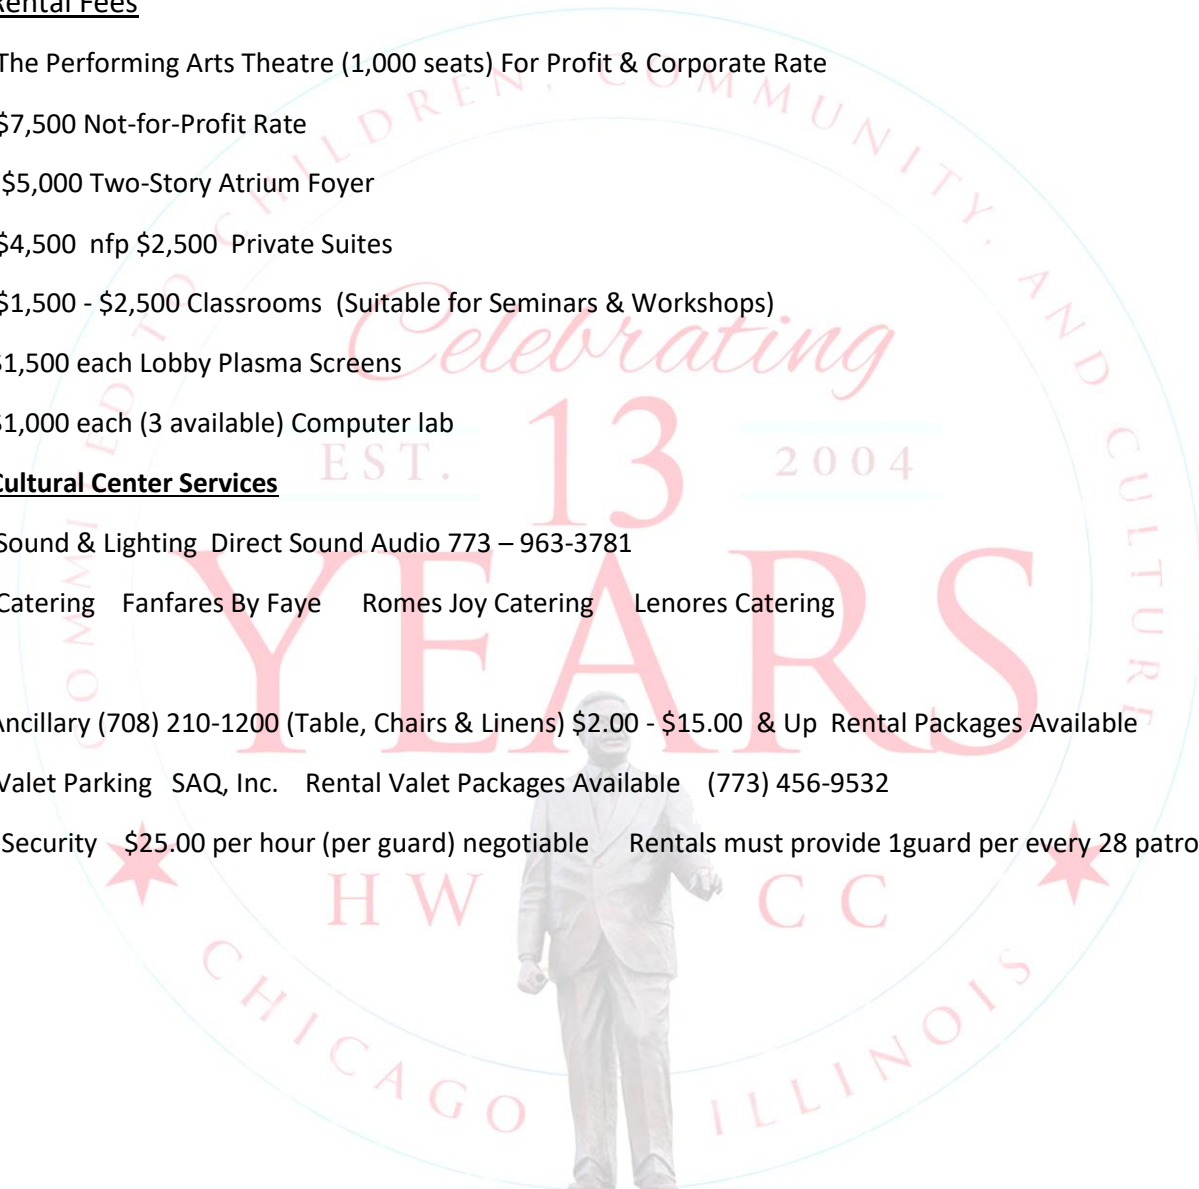 Rental Fees
The Performing Arts Theatre (1,000 seats) For Profit & Corporate Rate
$7,500 Not-for-Profit Rate
$5,000 Two-Story Atrium Foyer
$4,500 nfp $2,500 Private Suites
$1,500 - $2,500 Classrooms (Suitable for Seminars & Workshops)
$1,500 each Lobby Plasma Screens
$1,000 each (3 available) Computer lab
Cultural Center Services
Sound & Lighting Direct Sound Audio 773 – 963-3781
Catering Fanfares By Faye Romes Joy Catering Lenores Catering
Ancillary (708) 210-1200 (Table, Chairs & Linens) $2.00 - $15.00 & Up Rental Packages Available
Valet Parking SAQ, Inc. Rental Valet Packages Available (773) 456-9532
Security $25.00 per hour (per guard) negotiable Rentals must provide 1guard per every 28 patro
COMMITTED TO CHILDREN, COMMUNITY, AND CULTURE
Celebrating
EST. 13 2004
YEARS
HW CC
CHICAGO ILLINOIS